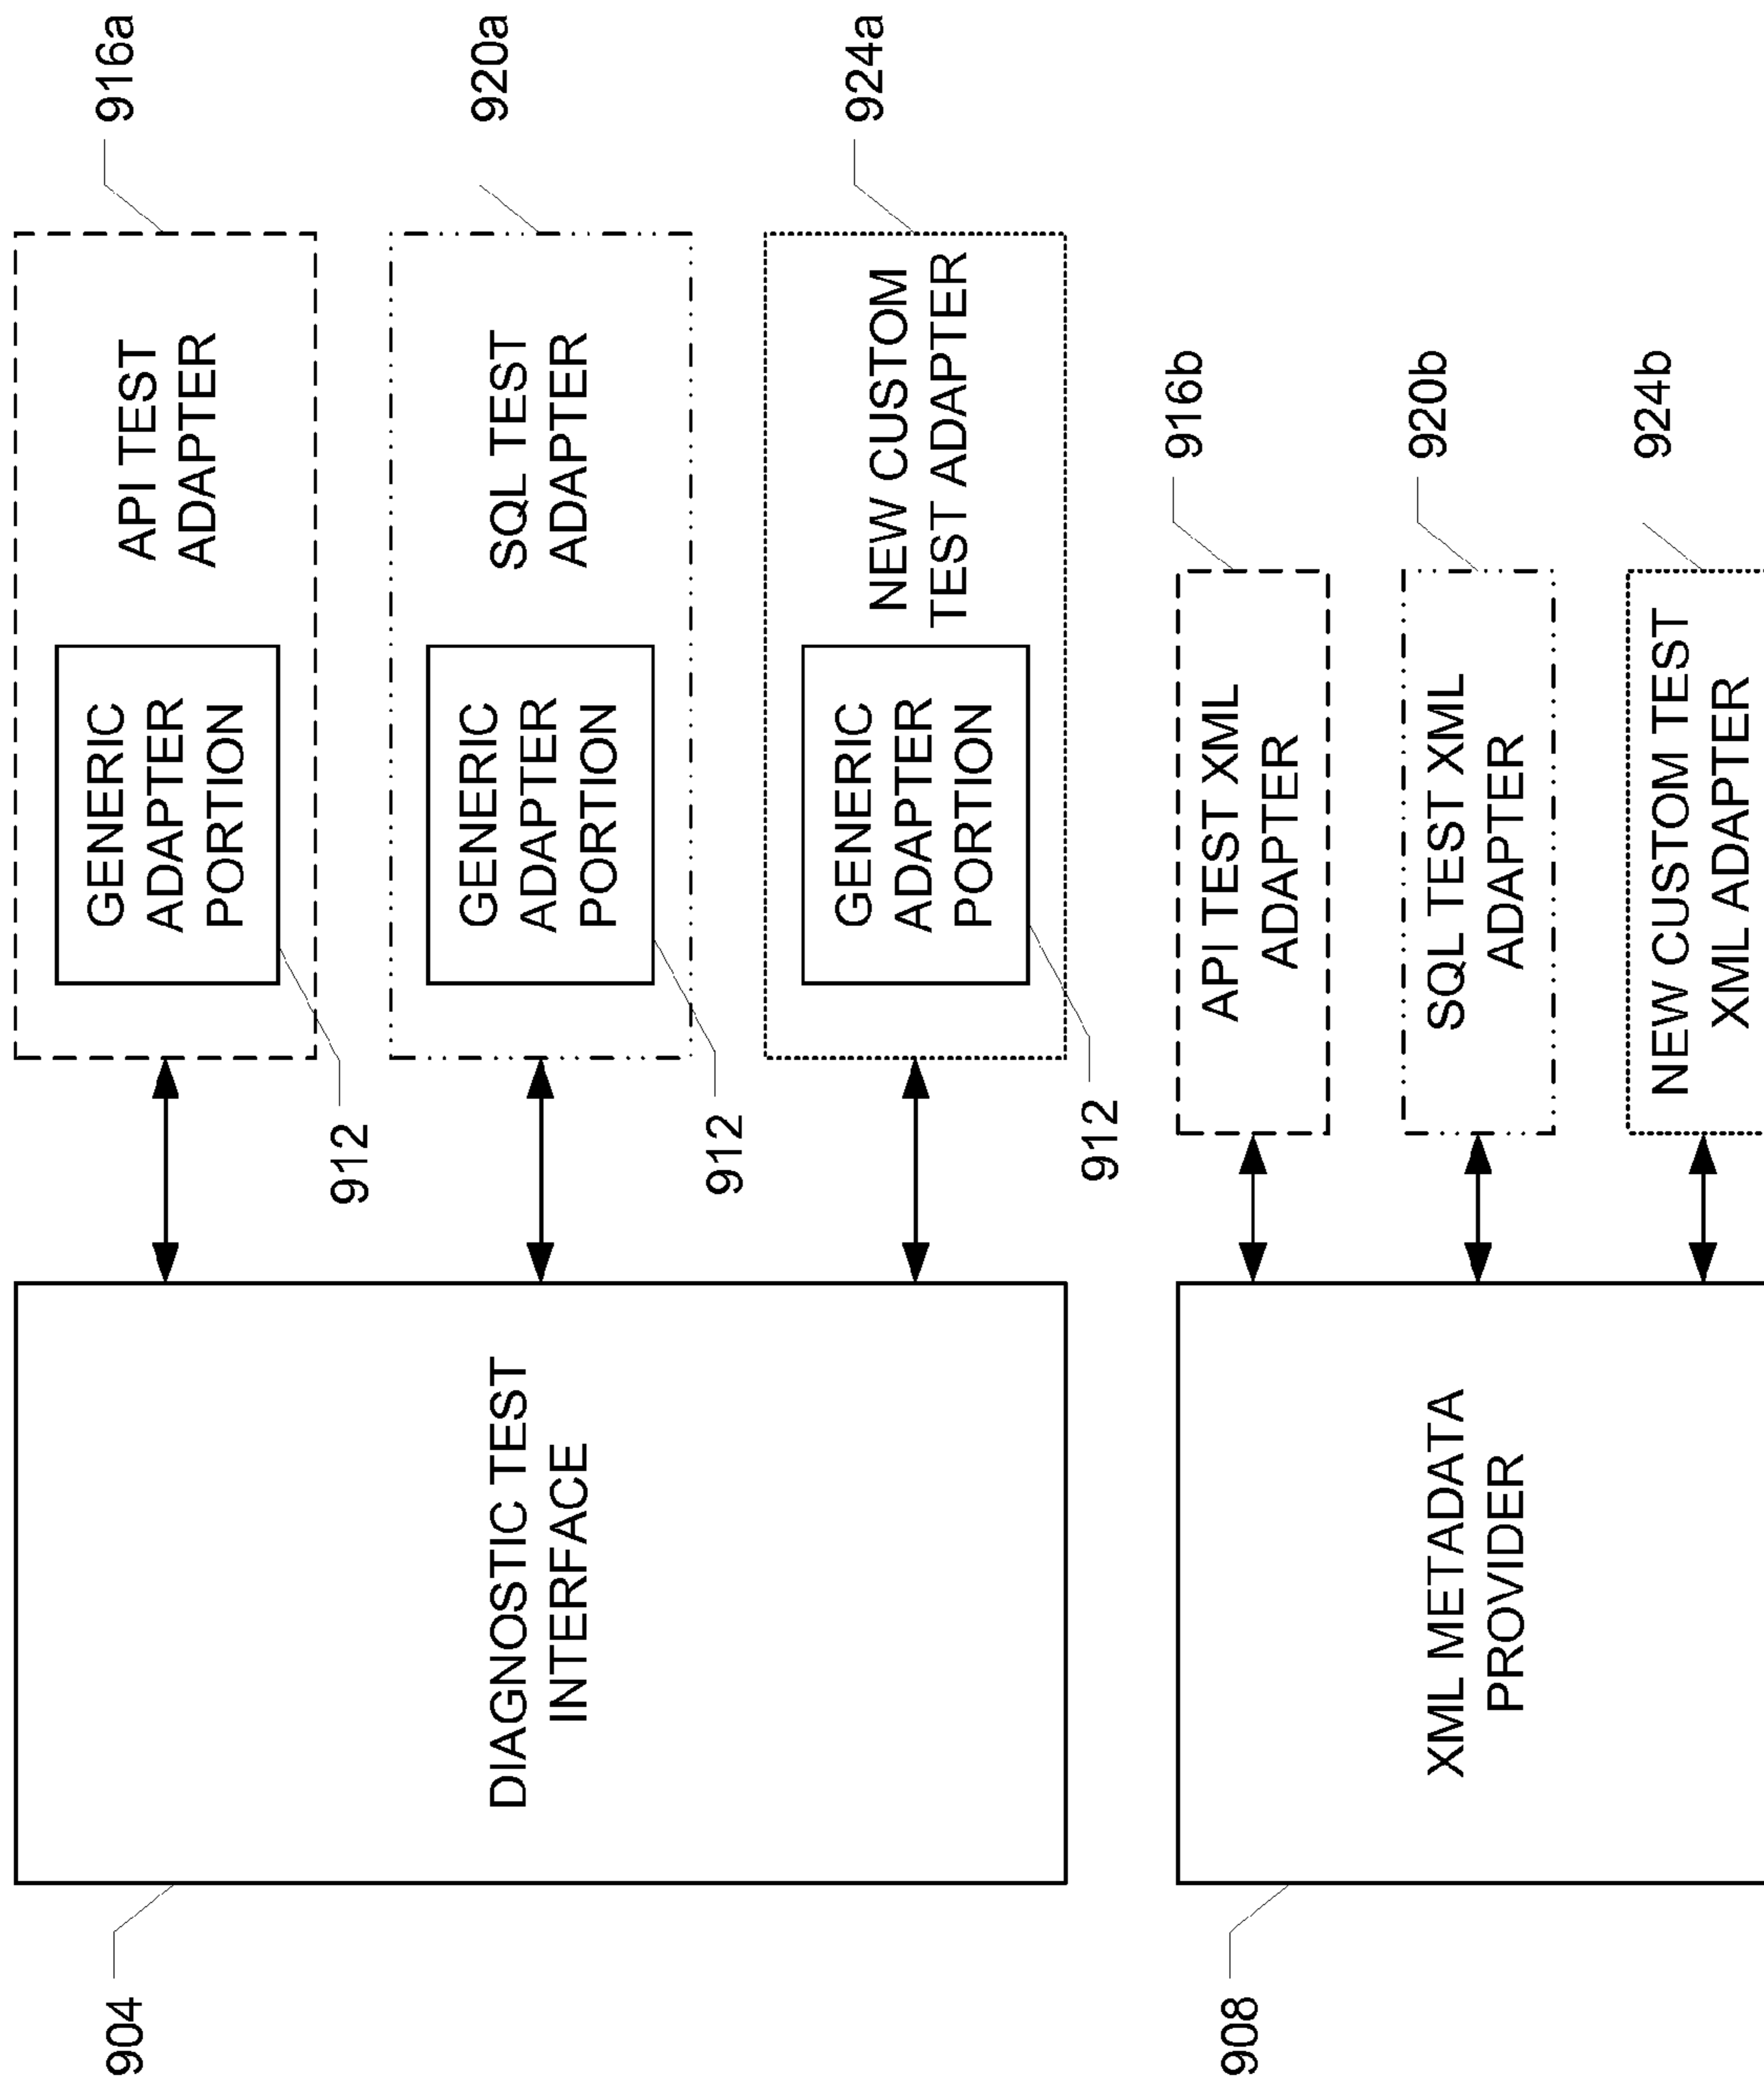 904
DIAGNOSTIC TEST
INTERFACE
912
GENERIC
ADAPTER
PORTION
API TEST
ADAPTER
916a
912
GENERIC
ADAPTER
PORTION
SQL TEST
ADAPTER
920a
912
GENERIC
ADAPTER
PORTION
NEW CUSTOM
TEST ADAPTER
924a
908
XML METADATA
PROVIDER
API TEST XML
ADAPTER
916b
SQL TEST XML
ADAPTER
920b
NEW CUSTOM TEST
XML ADAPTER
924b